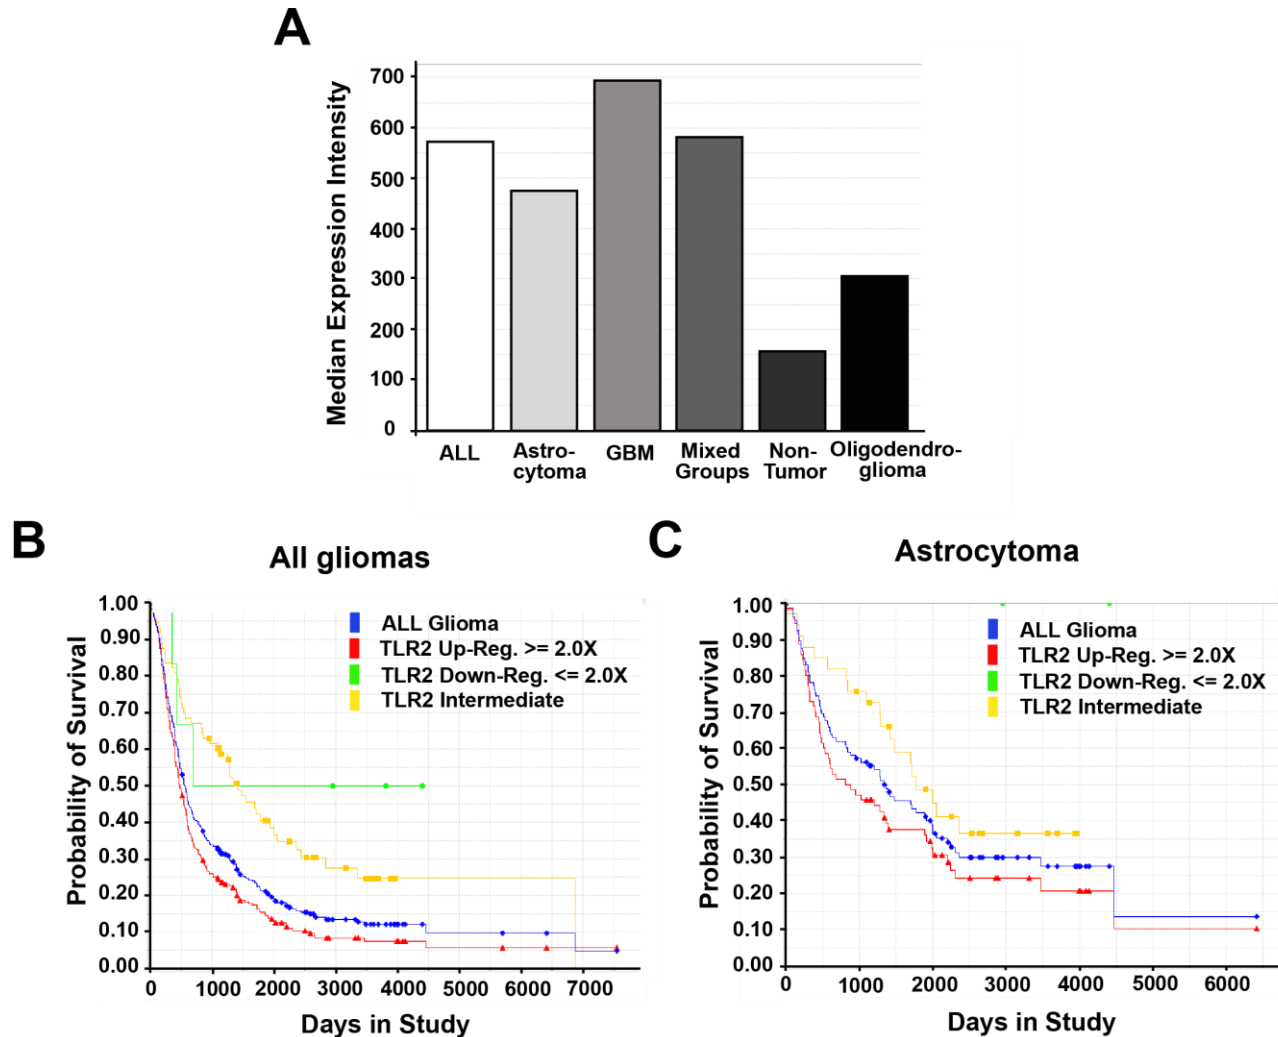 A
Median Expression Intensity
700
600
500
400
300
200
100
0
ALL
Astro-
cytoma
GBM
Mixed
Groups
Non-
Tumor
Oligodendro-
glioma
B
All gliomas
Probability of Survival
1.00
0.90
0.80
0.70
0.60
0.50
0.40
0.30
0.20
0.10
0.00
ALL Glioma
TLR2 Up-Reg. >= 2.0X
TLR2 Down-Reg. <= 2.0X
TLR2 Intermediate
0 1000 2000 3000 4000 5000 6000 7000
Days in Study
C
Astrocytoma
Probability of Survival
1.00
0.90
0.80
0.70
0.60
0.50
0.40
0.30
0.20
0.10
0.00
ALL Glioma
TLR2 Up-Reg. >= 2.0X
TLR2 Down-Reg. <= 2.0X
TLR2 Intermediate
0 1000 2000 3000 4000 5000 6000
Days in Study